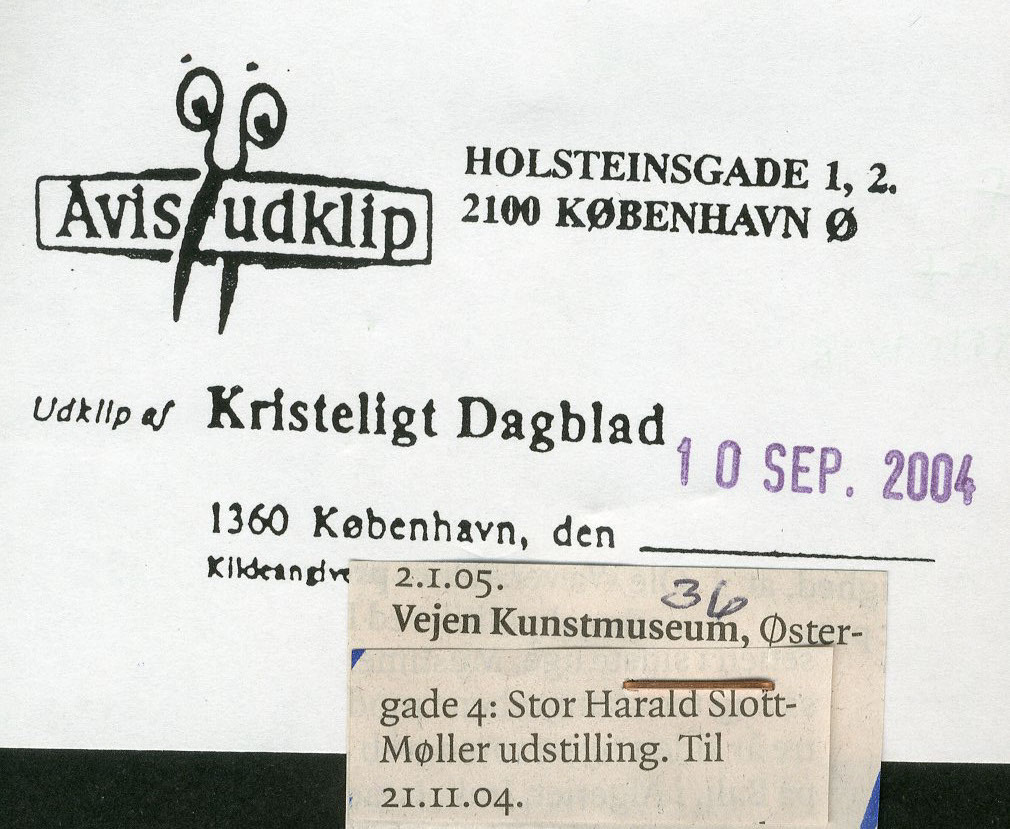 Avis udklip
HOLSTEINSGADE 1, 2.
2100 KØBENHAVN Ø
Udklip af Kristeligt Dagblad
10 SEP. 2004
1360 København, den
Kildeangive
2.1.05.
36
Vejen Kunstmuseum, Øster-
gade 4: Stor Harald Slott-
Møller udstilling. Til
21.11.04.